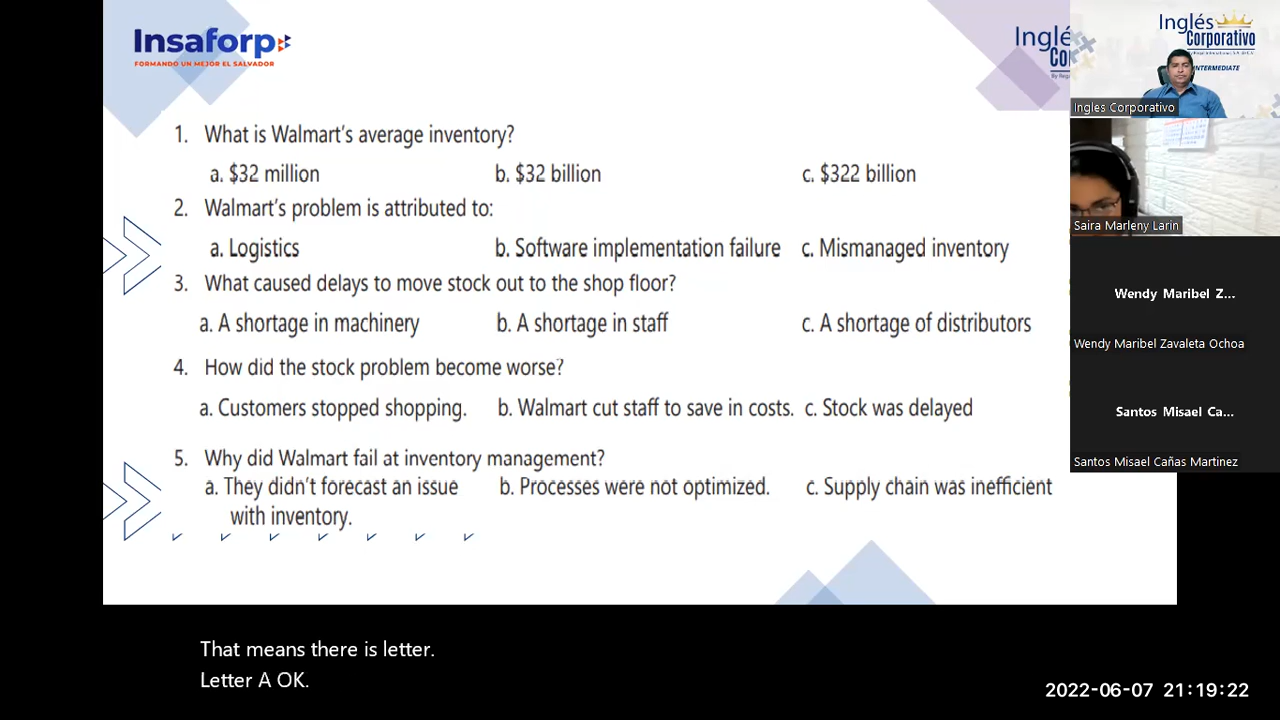 Insaforp
FORMANDO UN MEJOR EL SALVADOR
1. What is Walmart's average inventory?
a. $32 million b. $32 billion c. $322 billion
2. Walmart's problem is attributed to:
a. Logistics b. Software implementation failure c. Mismanaged inventory
3. What caused delays to move stock out to the shop floor?
a. A shortage in machinery b. A shortage in staff c. A shortage of distributors
4. How did the stock problem become worse?
a. Customers stopped shopping. b. Walmart cut staff to save in costs. c. Stock was delayed
5. Why did Walmart fail at inventory management?
a. They didn't forecast an issue b. Processes were not optimized. c. Supply chain was inefficient
with inventory.
Inglés
Corporativo
INTERMEDIATE
Ingles Corporativo
Saira Marleny Larin
Wendy Maribel Z...
Wendy Maribel Zavaleta Ochoa
Santos Misael Ca...
Santos Misael Cañas Martinez
That means there is letter.
Letter A OK.
2022-06-07 21:19:22